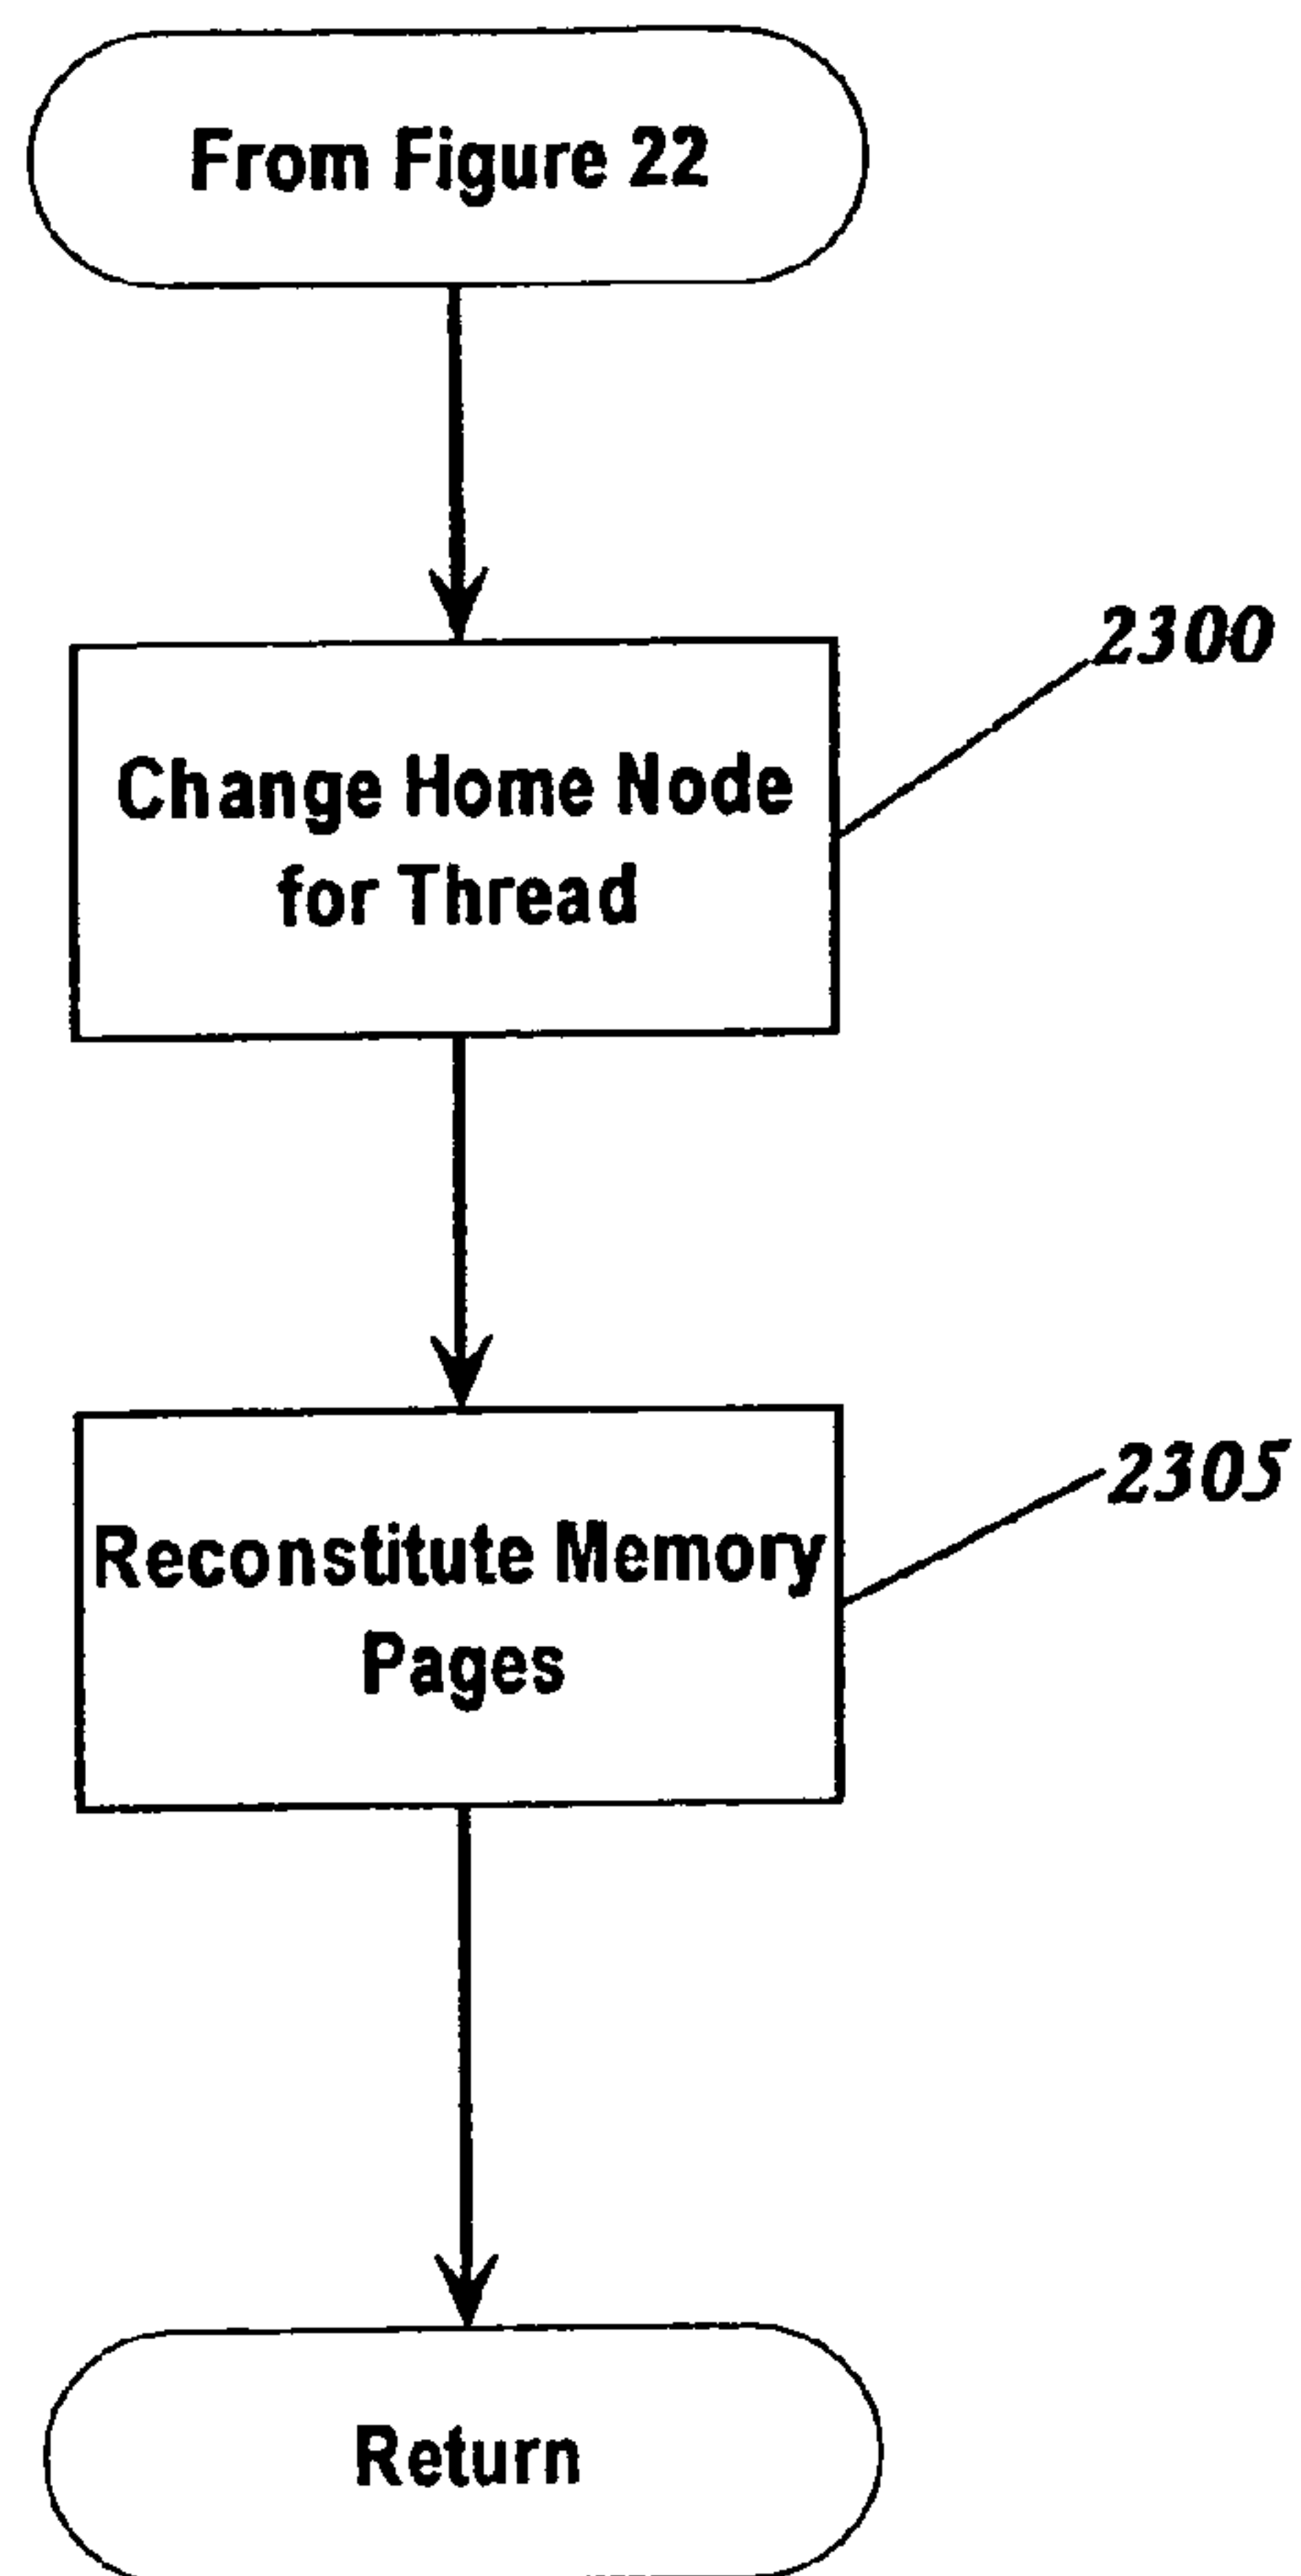 From Figure 22
2300
Change Home Node
for Thread
2305
Reconstitute Memory
Pages
Return